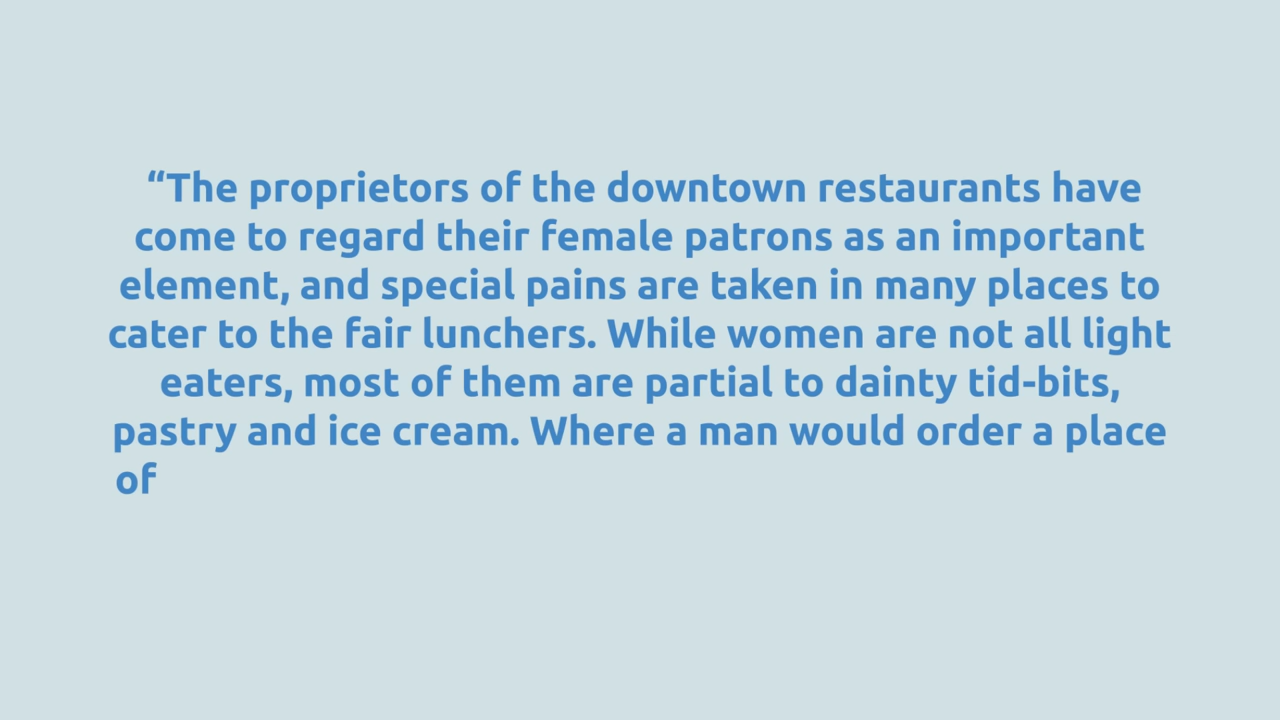 “The proprietors of the downtown restaurants have
come to regard their female patrons as an important
element, and special pains are taken in many places to
cater to the fair lunchers. While women are not all light
eaters, most of them are partial to dainty tid-bits,
pastry and ice cream. Where a man would order a place
of